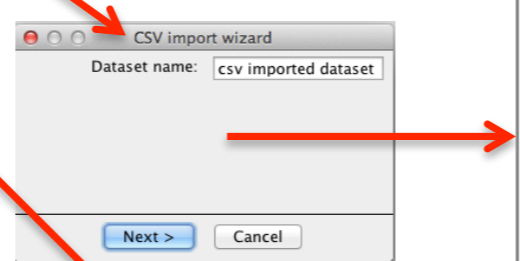 CSV import wizard
Dataset name: csv imported dataset
Next > Cancel